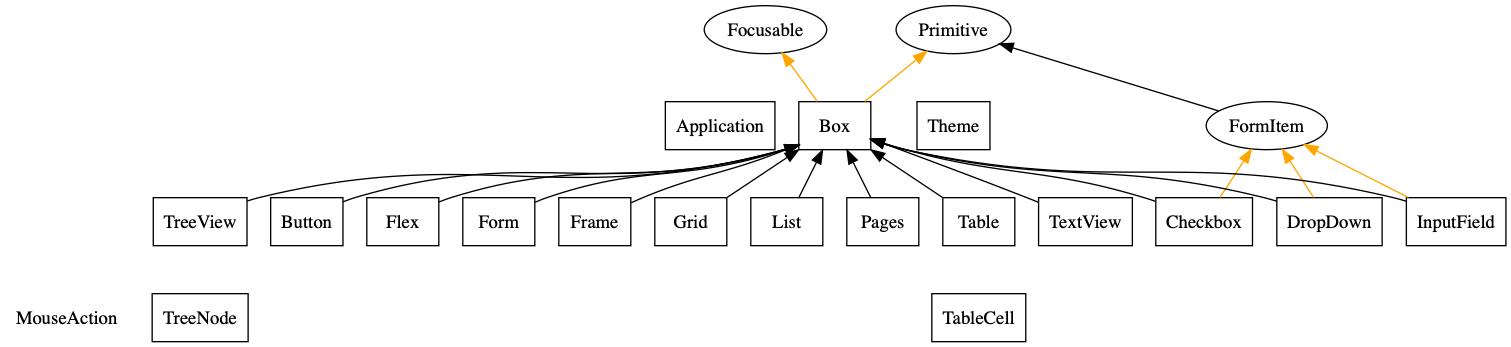 Focusable
Primitive
Application
Box
Theme
FormItem
TreeView
Button
Flex
Form
Frame
Grid
List
Pages
Table
TextView
Checkbox
DropDown
InputField
MouseAction
TreeNode
TableCell